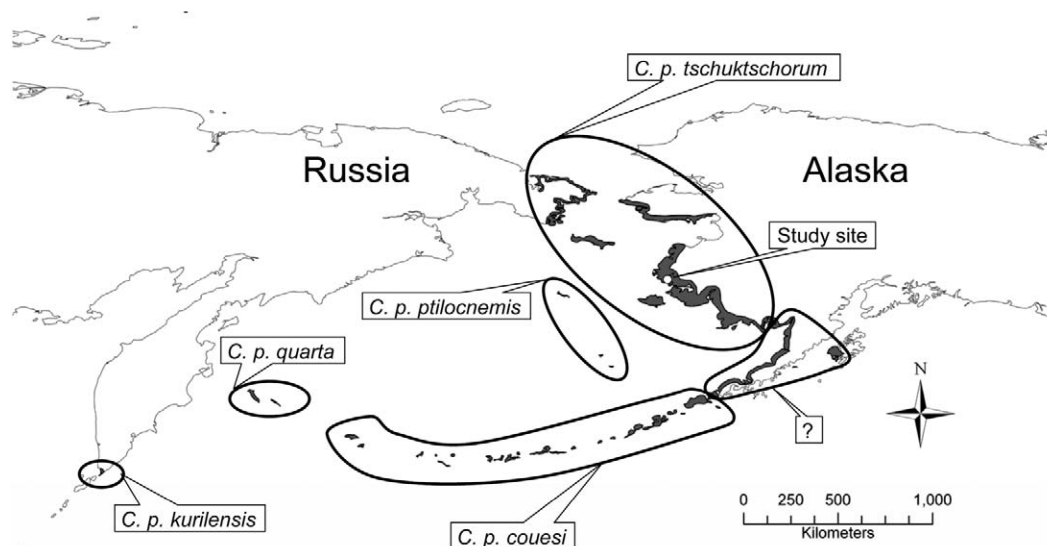 C. p. tschuktschorum
Russia
Alaska
Study site
C. p. ptilocnemis
C. p. quarta
N
?
C. p. kurilensis
C. p. couesi
0 250 500 1,000
Kilometers